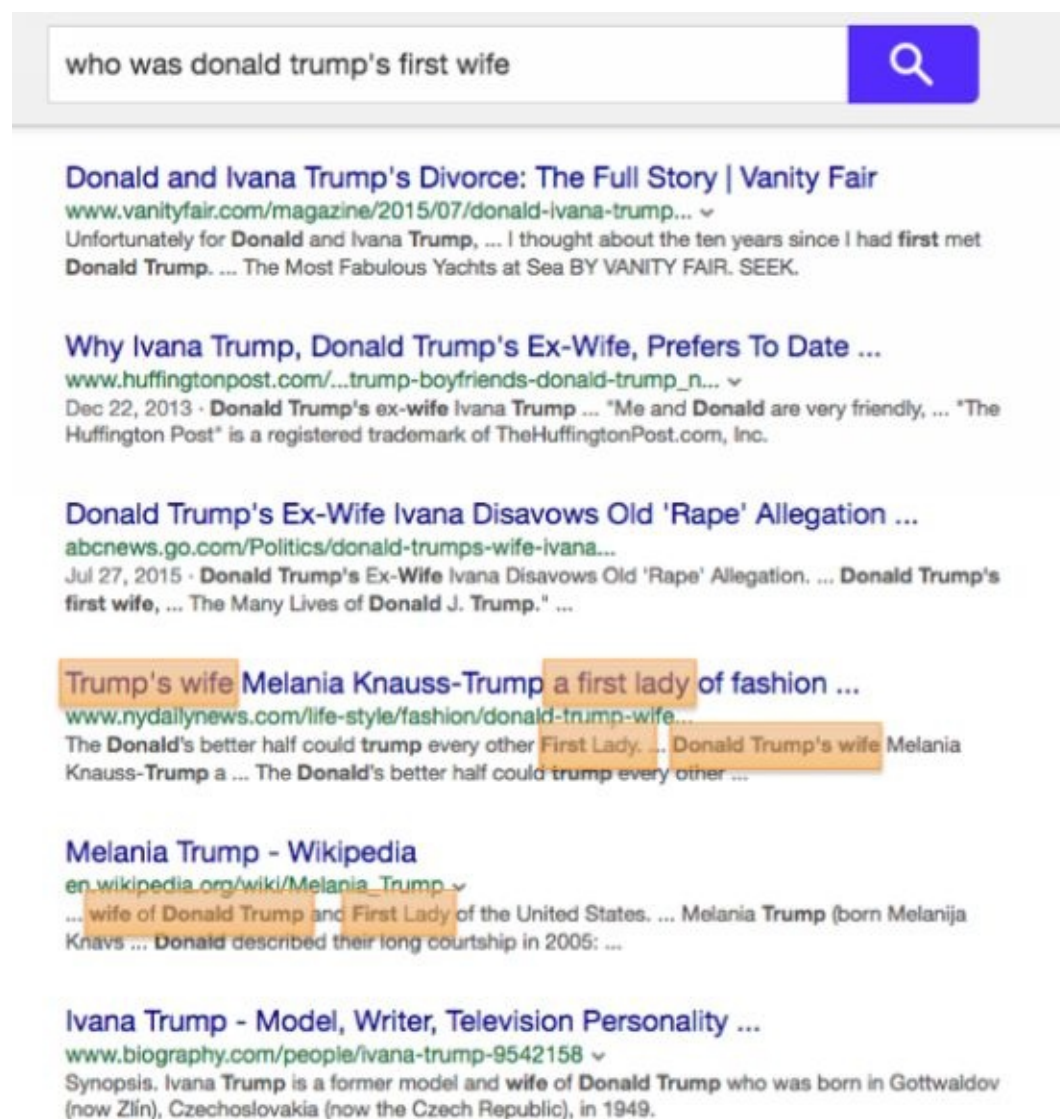 who was donald trump's first wife
Donald and Ivana Trump's Divorce: The Full Story | Vanity Fair
www.vanityfair.com/magazine/2015/07/donald-ivana-trump...
Unfortunately for Donald and Ivana Trump, ... I thought about the ten years since I had first met
Donald Trump. ... The Most Fabulous Yachts at Sea BY VANITY FAIR. SEEK.
Why Ivana Trump, Donald Trump's Ex-Wife, Prefers To Date ...
www.huffingtonpost.com/...trump-boyfriends-donald-trump_n...
Dec 22, 2013 · Donald Trump's ex-wife Ivana Trump ... "Me and Donald are very friendly, ... "The
Huffington Post" is a registered trademark of TheHuffingtonPost.com, Inc.
Donald Trump's Ex-Wife Ivana Disavows Old 'Rape' Allegation ...
abcnews.go.com/Politics/donald-trumps-wife-ivana...
Jul 27, 2015 · Donald Trump's Ex-Wife Ivana Disavows Old 'Rape' Allegation. ... Donald Trump's
first wife, ... The Many Lives of Donald J. Trump." ...
Trump's wife Melania Knauss-Trump a first lady of fashion ...
www.nydailynews.com/life-style/fashion/donald-trump-wife...
The Donald's better half could trump every other First Lady. ... Donald Trump's wife Melania
Knauss-Trump a ... The Donald's better half could trump every other ...
Melania Trump - Wikipedia
en.wikipedia.org/wiki/Melania_Trump
... wife of Donald Trump and First Lady of the United States. ... Melania Trump (born Melanija
Knavs ... Donald described their long courtship in 2005: ...
Ivana Trump - Model, Writer, Television Personality ...
www.biography.com/people/ivana-trump-9542158
Synopsis. Ivana Trump is a former model and wife of Donald Trump who was born in Gottwaldov
(now Zlín), Czechoslovakia (now the Czech Republic), in 1949.